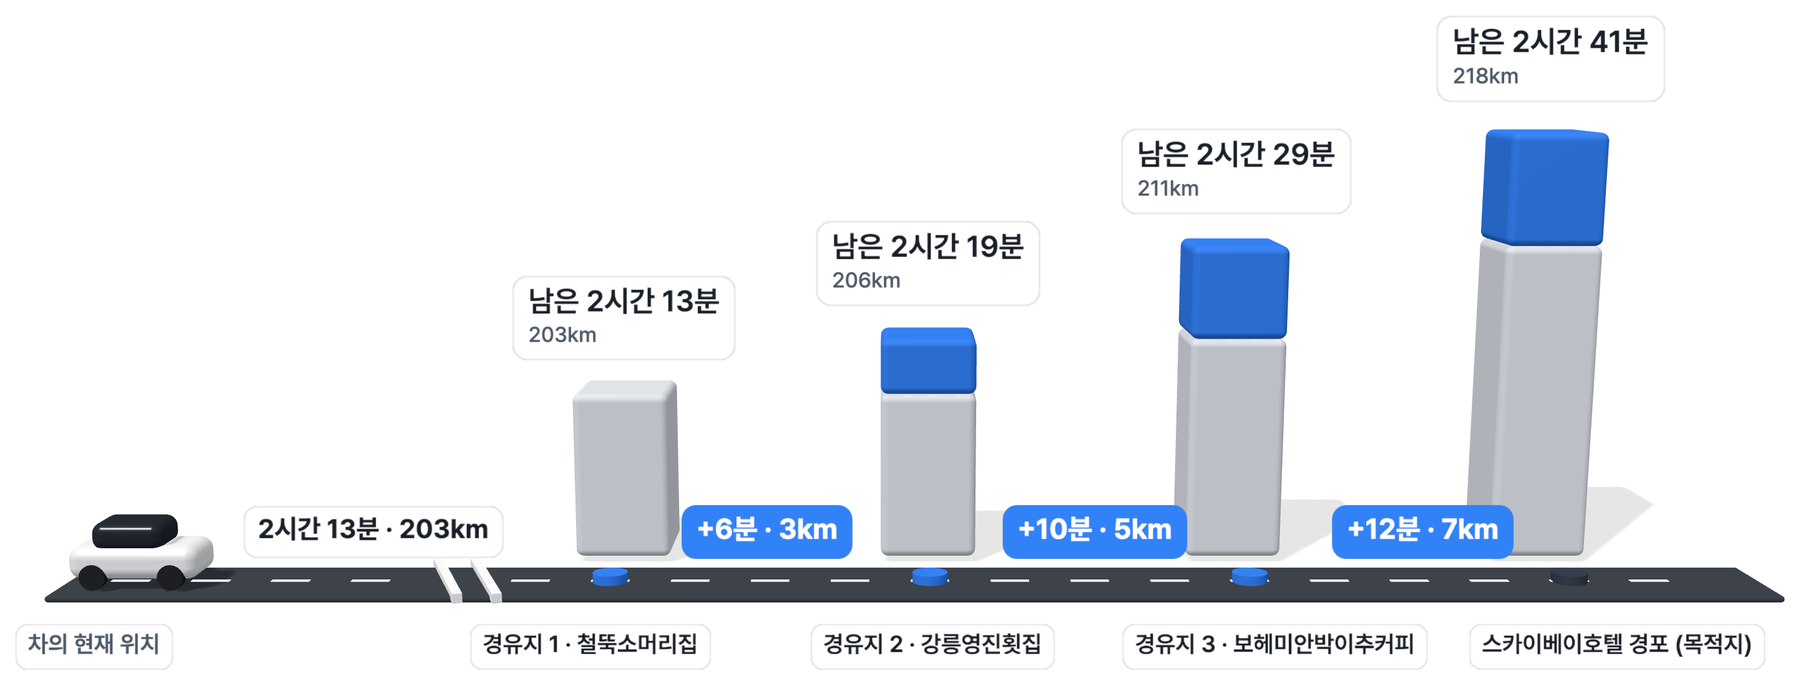 남은 2시간 41분
218km
남은 2시간 29분
211km
남은 2시간 19분
206km
남은 2시간 13분
203km
2시간 13분 · 203km
+6분 · 3km
+10분 · 5km
+12분 · 7km
차의 현재 위치
경유지 1 · 철뚝소머리집
경유지 2 · 강릉영진횟집
경유지 3 · 보헤미안박이추커피
스카이베이호텔 경포 (목적지)